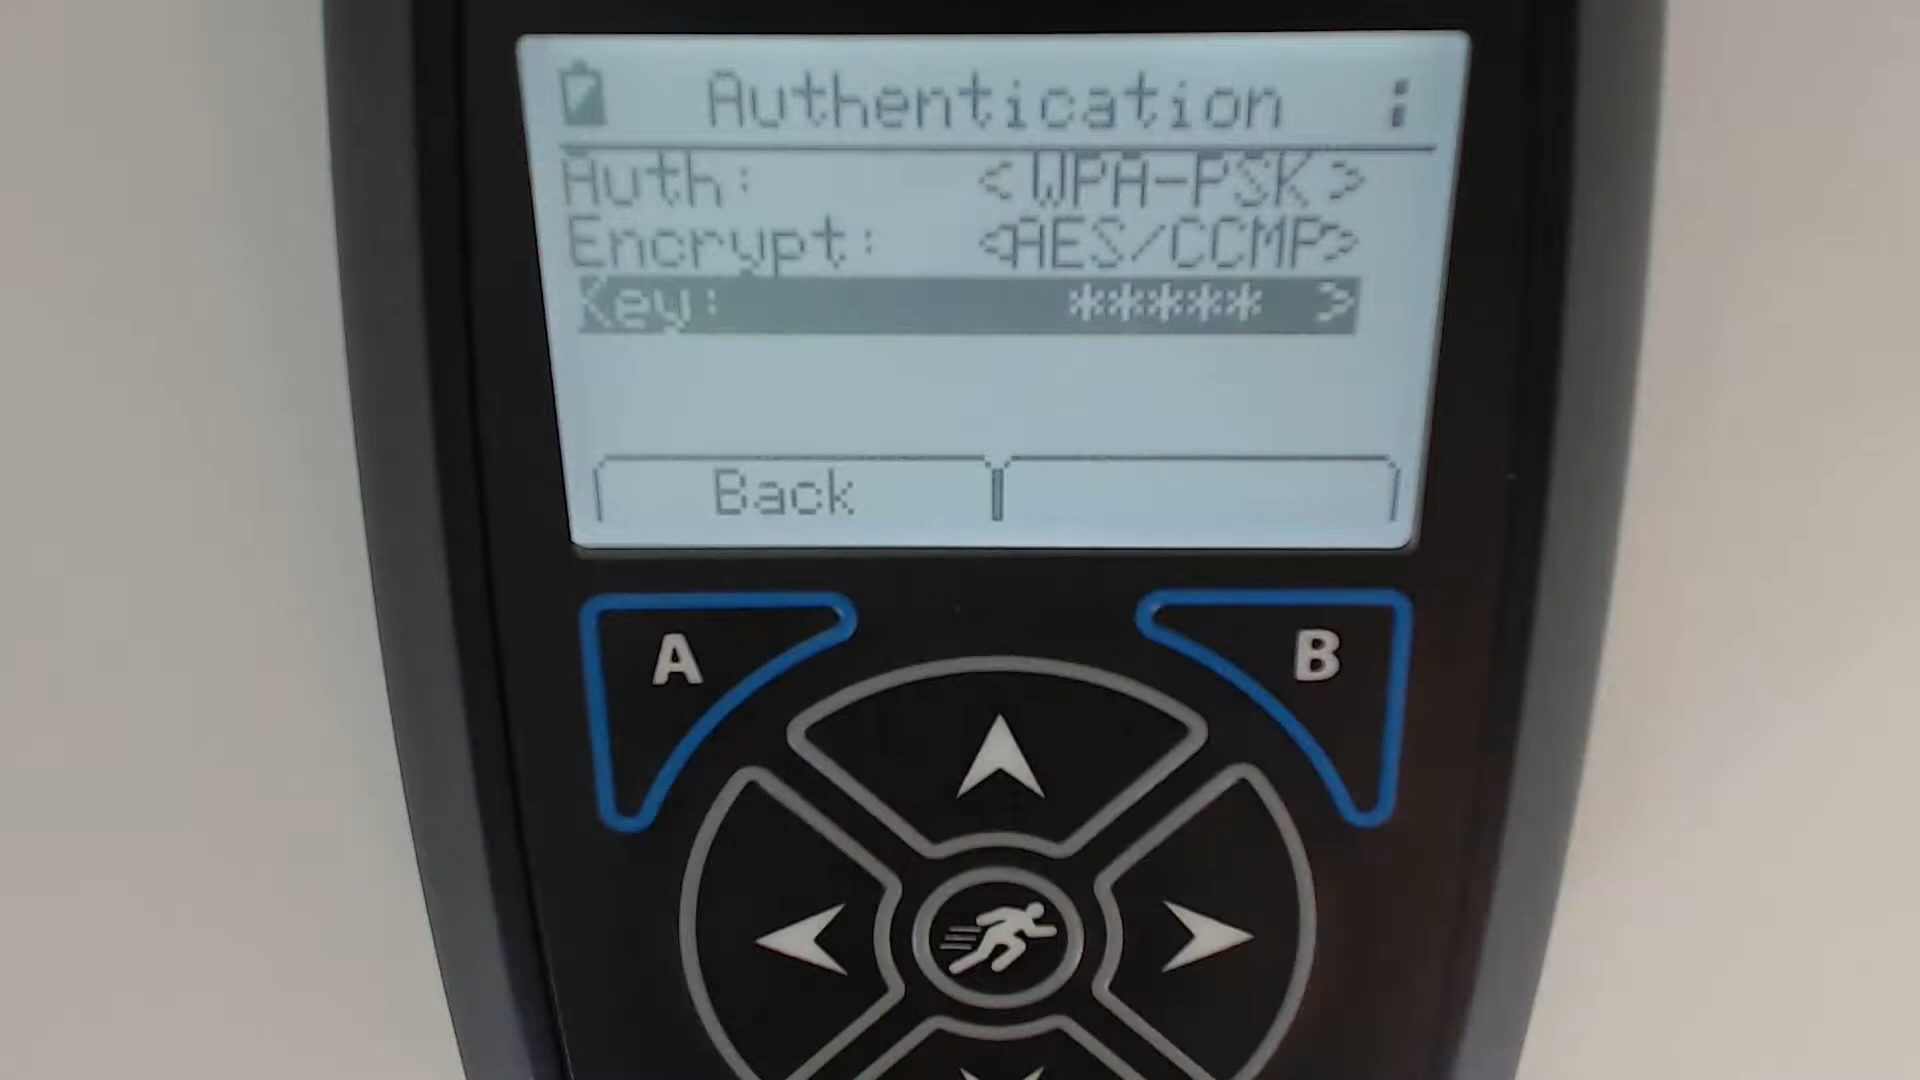 Authentication
Auth: <WPA-PSK>
Encrypt: <AES/CCMP>
Key: ***** >
Back
A
B